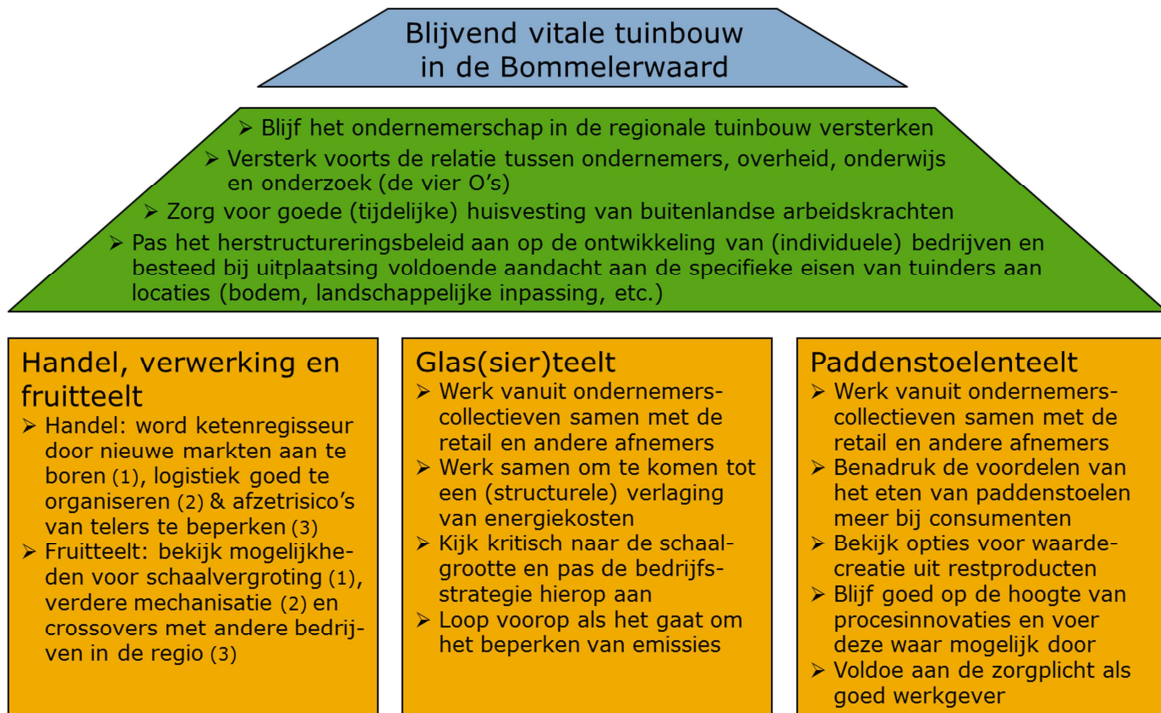 Blijvend vitale tuinbouw
in de Bommelerwaard
➢ Blijf het ondernemerschap in de regionale tuinbouw versterken
➢ Versterk voorts de relatie tussen ondernemers, overheid, onderwijs
en onderzoek (de vier O's)
➢ Zorg voor goede (tijdelijke) huisvesting van buitenlandse arbeidskrachten
➢ Pas het herstructureringsbeleid aan op de ontwikkeling van (individuele) bedrijven en
besteed bij uitplaatsing voldoende aandacht aan de specifieke eisen van tuinders aan
locaties (bodem, landschappelijke inpassing, etc.)
Handel, verwerking en
fruitteelt
➢ Handel: word ketenregisseur
door nieuwe markten aan te
boren (1), logistiek goed te
organiseren (2) & afzetrisico's
van telers te beperken (3)
➢ Fruitteelt: bekijk mogelijkhe-
den voor schaalvergroting (1),
verdere mechanisatie (2) en
crossovers met andere bedrij-
ven in de regio (3)
Glas(sier)teelt
➢ Werk vanuit ondernemers-
collectieven samen met de
retail en andere afnemers
➢ Werk samen om te komen tot
een (structurele) verlaging
van energiekosten
➢ Kijk kritisch naar de schaal-
grootte en pas de bedrijfs-
strategie hierop aan
➢ Loop voorop als het gaat om
het beperken van emissies
Paddenstoelenteelt
➢ Werk vanuit ondernemers-
collectieven samen met de
retail en andere afnemers
➢ Benadruk de voordelen van
het eten van paddenstoelen
meer bij consumenten
➢ Bekijk opties voor waarde-
creatie uit restproducten
➢ Blijf goed op de hoogte van
procesinnovaties en voer
deze waar mogelijk door
➢ Voldoe aan de zorgplicht als
goed werkgever